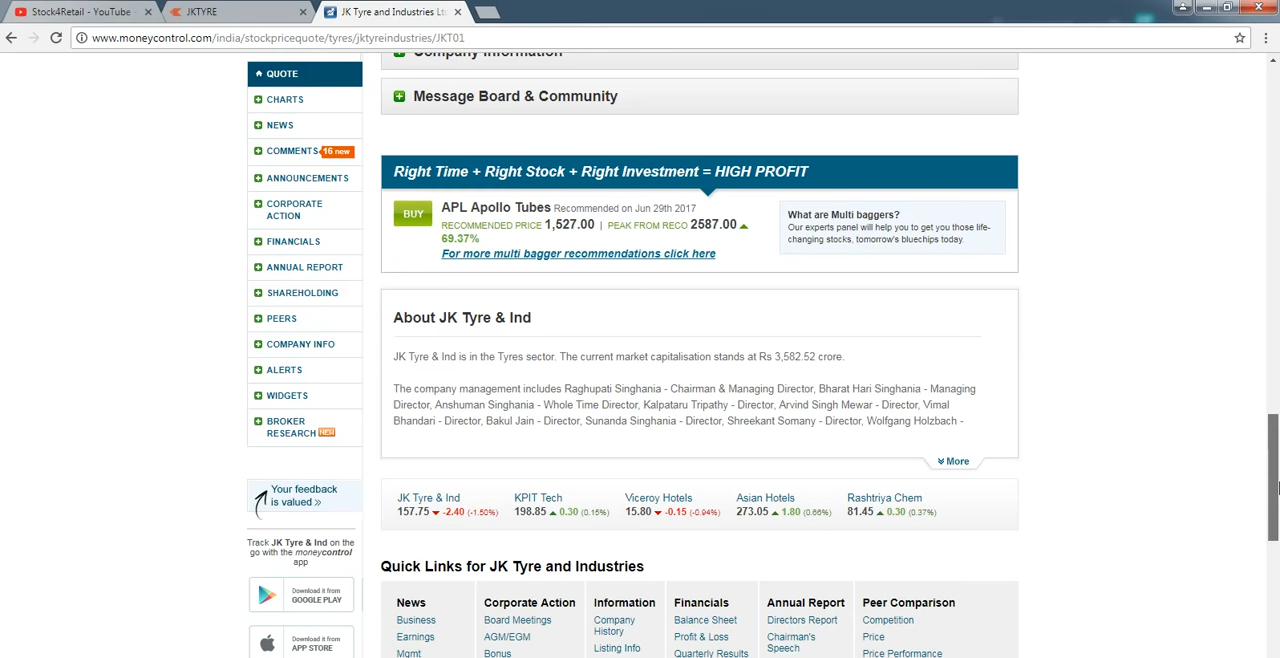 Stock4Retail - YouTube
JKTYRE
JK Tyre and Industries Lt
www.moneycontrol.com/india/stockpricequote/tyres/jktyreindustries/JKT01
QUOTE
CHARTS
NEWS
COMMENTS 16 new
ANNOUNCEMENTS
CORPORATE
ACTION
FINANCIALS
ANNUAL REPORT
SHAREHOLDING
PEERS
COMPANY INFO
ALERTS
WIDGETS
BROKER
RESEARCH NEW
Your feedback
is valued »
Track JK Tyre & Ind on the
go with the moneycontrol
app
Download it from
GOOGLE PLAY
Download it from
APP STORE
Company Information
Message Board & Community
Right Time + Right Stock + Right Investment = HIGH PROFIT
BUY
APL Apollo Tubes Recommended on Jun 29th 2017
RECOMMENDED PRICE 1,527.00 | PEAK FROM RECO 2587.00
69.37%
For more multi bagger recommendations click here
What are Multi baggers?
Our experts panel will help you to get you those life-
changing stocks, tomorrow's bluechips today.
About JK Tyre & Ind
JK Tyre & Ind is in the Tyres sector. The current market capitalisation stands at Rs 3,582.52 crore.
The company management includes Raghupati Singhania - Chairman & Managing Director, Bharat Hari Singhania - Managing
Director, Anshuman Singhania - Whole Time Director, Kalpataru Tripathy - Director, Arvind Singh Mewar - Director, Vimal
Bhandari - Director, Bakul Jain - Director, Sunanda Singhania - Director, Shreekant Somany - Director, Wolfgang Holzbach -
More
JK Tyre & Ind KPIT Tech Viceroy Hotels Asian Hotels Rashtriya Chem
157.75 -2.40 (-1.50%) 198.85 0.30 (0.15%) 15.80 -0.15 (-0.94%) 273.05 1.80 (0.66%) 81.45 0.30 (0.37%)
Quick Links for JK Tyre and Industries
News
Business
Earnings
Mgmt
Corporate Action
Board Meetings
AGM/EGM
Bonus
Information
Company
History
Listing Info
Financials
Balance Sheet
Profit & Loss
Quarterly Results
Annual Report
Directors Report
Chairman's
Speech
Peer Comparison
Competition
Price
Price Performance